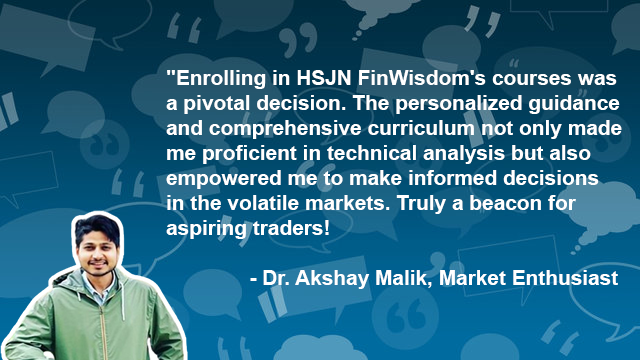 "Enrolling in HSJN FinWisdom's courses was
a pivotal decision. The personalized guidance
and comprehensive curriculum not only made
me proficient in technical analysis but also
empowered me to make informed decisions
in the volatile markets. Truly a beacon for
aspiring traders!
- Dr. Akshay Malik, Market Enthusiast